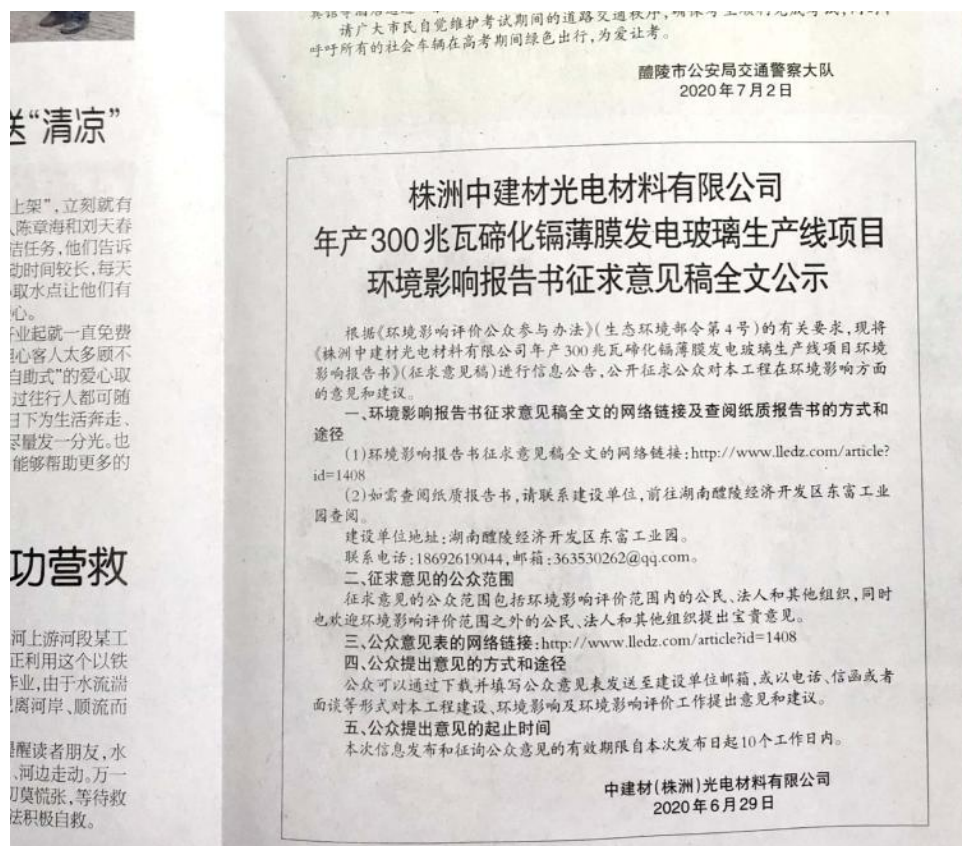 送“清凉”
上架”,立刻就有
陈章海和刘天春
洁任务,他们告诉
动时间较长,每天
取水点让他们有
心。
业起就一直免费
心客人太多顾不
自助式”的爱心取
过往行人都可随
日下为生活奔走、
尽量发一分光。也
能够帮助更多的
功营救
河上游河段某工
正利用这个以铁
作业,由于水流湍
离河岸、顺流而
提醒读者朋友,水
、河边走动。万一
切莫慌张,等待救
法积极自救。
请广大市民自觉维护考试期间的道路交通秩序,
呼吁所有的社会车辆在高考期间绿色出行,为爱让考。
醴陵市公安局交通警察大队
2020年7月2日
株洲中建材光电材料有限公司
年产300兆瓦碲化镉薄膜发电玻璃生产线项目
环境影响报告书征求意见稿全文公示
根据《环境影响评价公众参与办法》(生态环境部令第4号)的有关要求,现将
《株洲中建材光电材料有限公司年产300兆瓦碲化镉薄膜发电玻璃生产线项目环境
影响报告书》(征求意见稿)进行信息公告,公开征求公众对本工程在环境影响方面
的意见和建议。
一、环境影响报告书征求意见稿全文的网络链接及查阅纸质报告书的方式和
途径
(1)环境影响报告书征求意见稿全文的网络链接:http://www.lledz.com/article?
id=1408
(2)如需查阅纸质报告书,请联系建设单位,前往湖南醴陵经济开发区东富工业
园查阅。
建设单位地址:湖南醴陵经济开发区东富工业园。
联系电话:18692619044,邮箱:363530262@qq.com。
二、征求意见的公众范围
征求意见的公众范围包括环境影响评价范围内的公民、法人和其他组织,同时
也欢迎环境影响评价范围之外的公民、法人和其他组织提出宝贵意见。
三、公众意见表的网络链接:http://www.lledz.com/article?id=1408
四、公众提出意见的方式和途径
公众可以通过下载并填写公众意见表发送至建设单位邮箱,或以电话、信函或者
面谈等形式对本工程建设、环境影响及环境影响评价工作提出意见和建议。
五、公众提出意见的起止时间
本次信息发布和征询公众意见的有效期限自本次发布日起10个工作日内。
中建材(株洲)光电材料有限公司
2020年6月29日